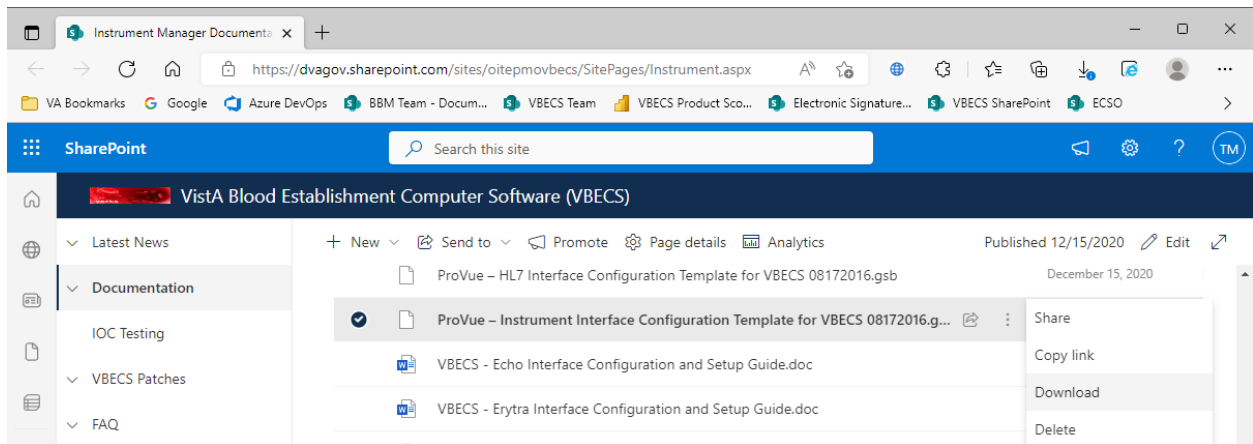 Instrument Manager Documenta
https://dvagov.sharepoint.com/sites/oitepmovbecs/SitePages/Instrument.aspx
VA Bookmarks Google Azure DevOps BBM Team - Docum... VBECS Team VBECS Product Sco... Electronic Signature... VBECS SharePoint ECSO
SharePoint Search this site TM
VistA Blood Establishment Computer Software (VBECS)
Latest News New Send to Promote Page details Analytics Published 12/15/2020 Edit
ProVue – HL7 Interface Configuration Template for VBECS 08172016.gsb December 15, 2020
Documentation
ProVue – Instrument Interface Configuration Template for VBECS 08172016.g... Share
IOC Testing
VBECS - Echo Interface Configuration and Setup Guide.doc Copy link
VBECS Patches
VBECS - Erytra Interface Configuration and Setup Guide.doc Download
FAQ
Delete